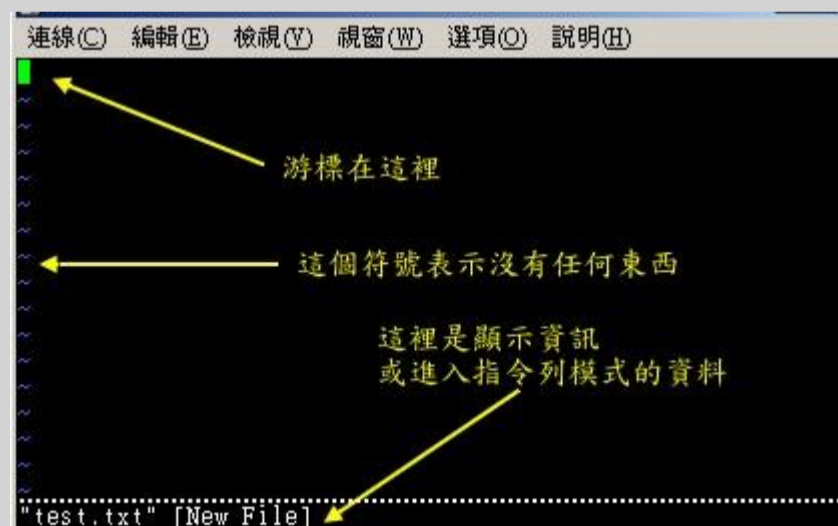 連線(C) 編輯(E) 檢視(V) 視窗(W) 選項(O) 說明(H)
~
~
游標在這裡
~
~
~
~
~
這個符號表示沒有任何東西
~
~
~
這裡是顯示資訊
~
或進入指令列模式的資料
~
~
~
~
~
"test.txt" [New File]